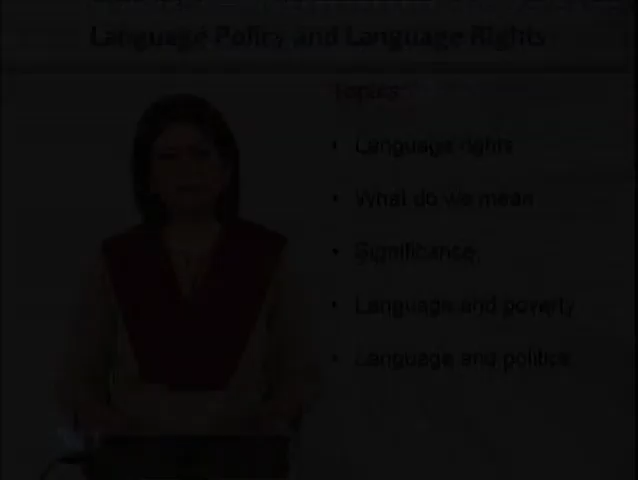 Language Policy and Language Rights
Topics
• Language rights
• What do we mean
• Significance
• Language and poverty
• Language and politics